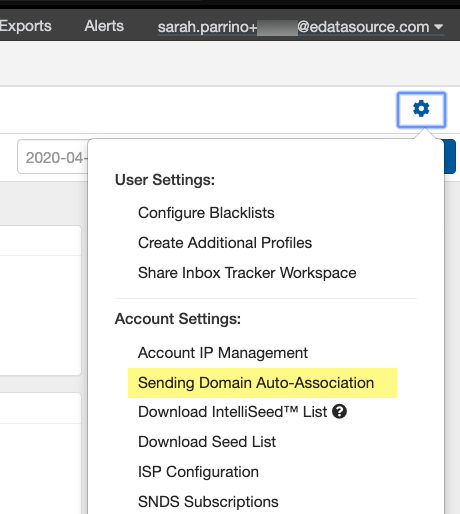 Exports Alerts sarah.parrino+ @edatasource.com
2020-04-
User Settings:
Configure Blacklists
Create Additional Profiles
Share Inbox Tracker Workspace
Account Settings:
Account IP Management
Sending Domain Auto-Association
Download IntelliSeed™ List ?
Download Seed List
ISP Configuration
SNDS Subscriptions